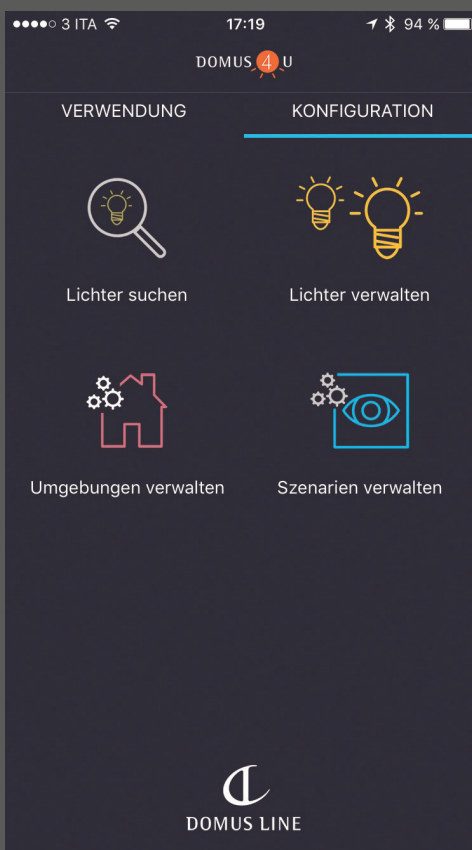 3 ITA 17:19 94 %
DOMUS 4 U
VERWENDUNG KONFIGURATION
Lichter suchen Lichter verwalten
Umgebungen verwalten Szenarien verwalten
DOMUS LINE